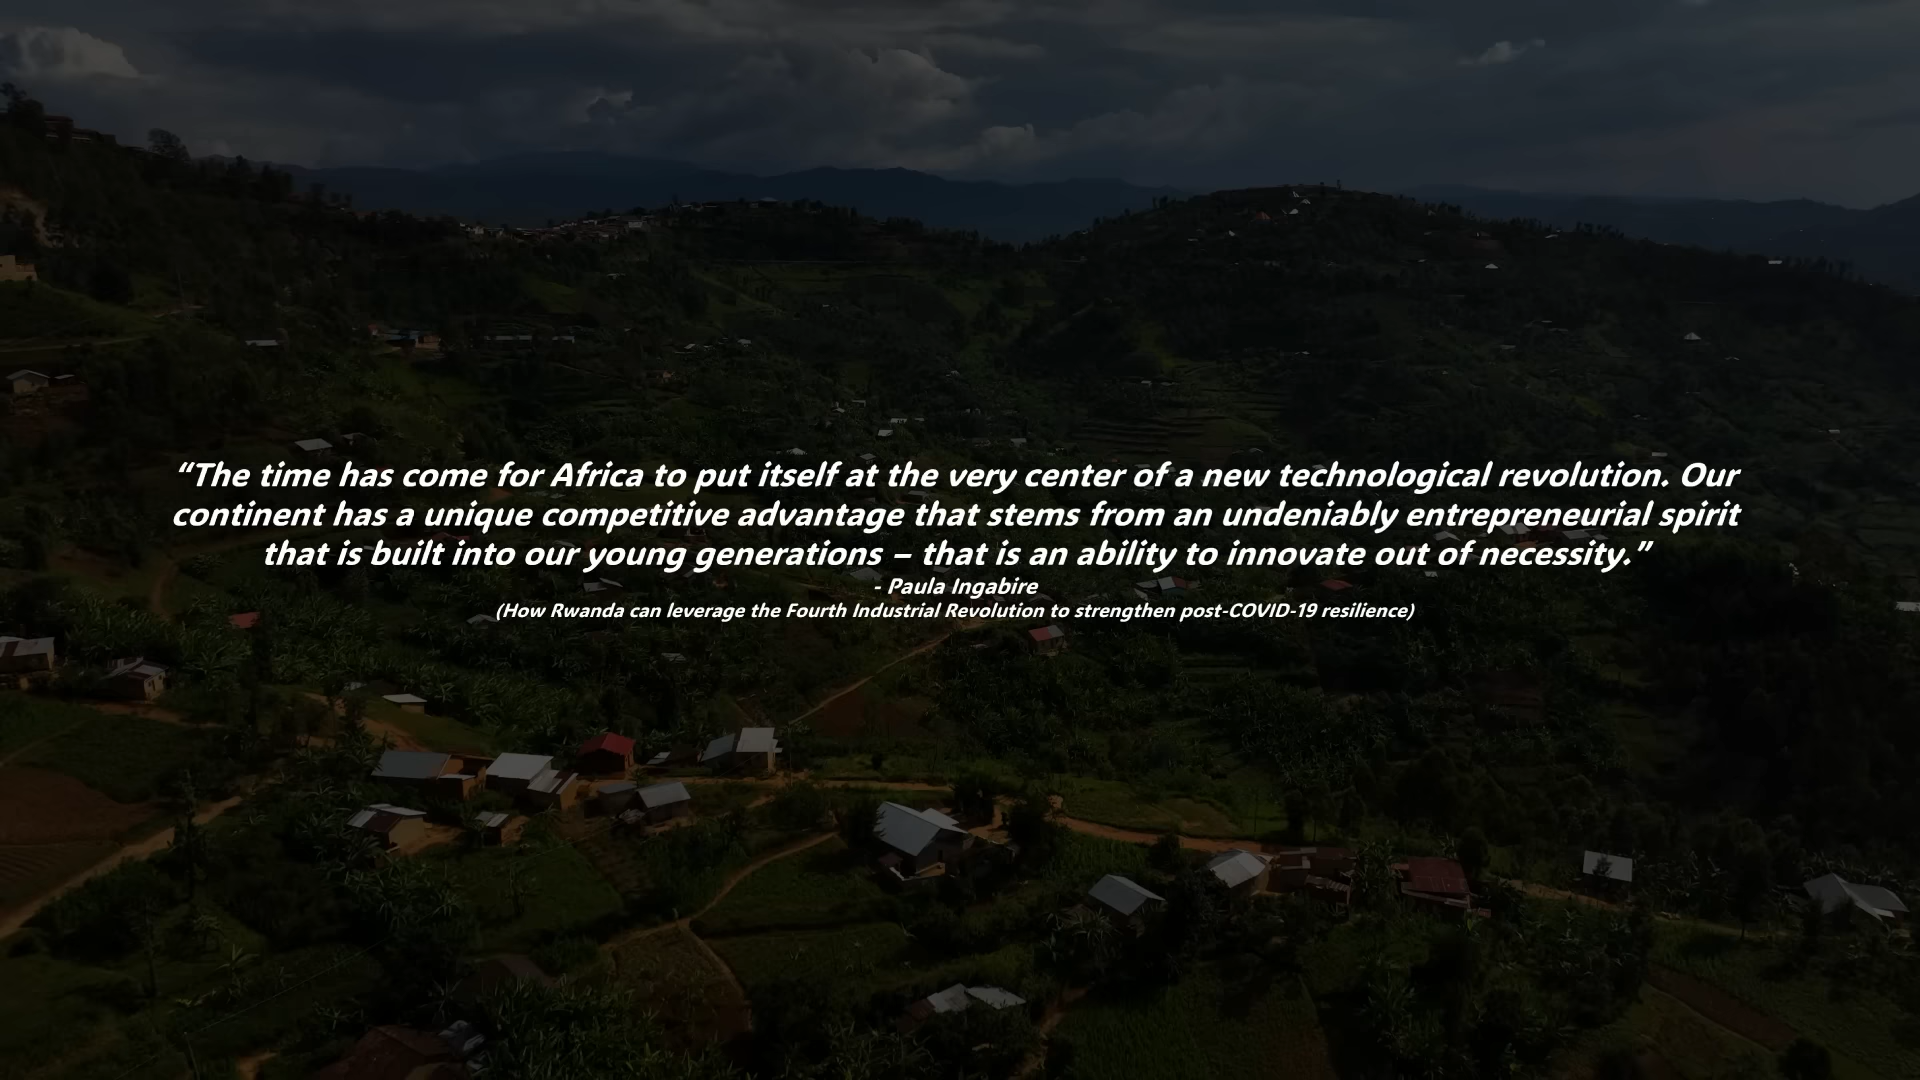 “The time has come for Africa to put itself at the very center of a new technological revolution. Our
continent has a unique competitive advantage that stems from an undeniably entrepreneurial spirit
that is built into our young generations – that is an ability to innovate out of necessity.”
- Paula Ingabire
(How Rwanda can leverage the Fourth Industrial Revolution to strengthen post-COVID-19 resilience)